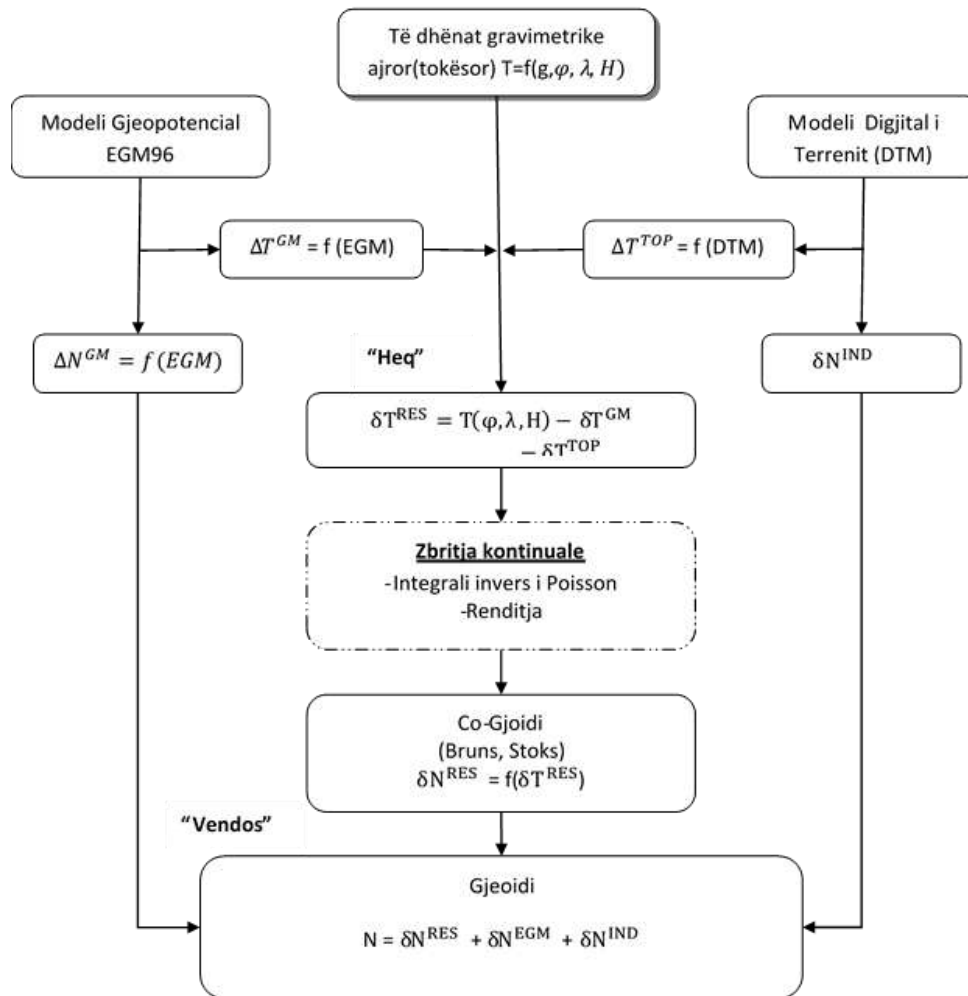 Të dhënat gravimetrike
ajror(tokësor) T=f(g,φ, λ, H)
Modeli Gjeopotencial
EGM96
Modeli Digjital i
Terrenit (DTM)
ΔT^GM = f (EGM)
ΔT^TOP = f (DTM)
ΔN^GM = f(EGM)
“Heq”
δN^IND
δT^RES = T(φ,λ,H) − δT^GM
− δT^TOP
Zbritja kontinuale
-Integrali invers i Poisson
-Renditja
Co-Gjoidi
(Bruns, Stoks)
δN^RES = f(δT^RES)
“Vendos”
Gjeoidi
N = δN^RES + δN^EGM + δN^IND